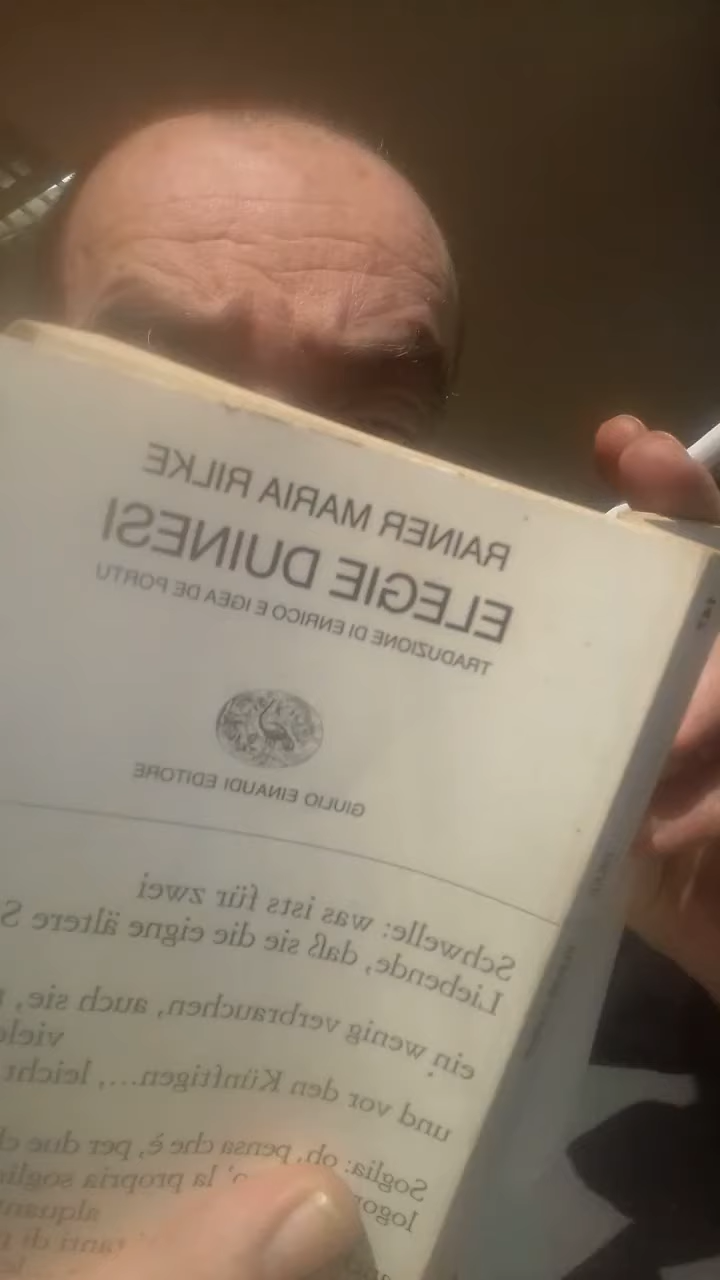 RAINER MARIA RILKE
ELEGIE DUINESI
TRADUZIONE DI ENRICO E IGEA DE PORTU
GIULIO EINAUDI EDITORE
Schwelle: was ists für zwei
Liebende, daß sie die eigne ältere
ein wenig verbrauchen, auch sie,
und vor den Künftigen..., leicht
Soglia: oh, pensa che è, per due
la propria soglia
tanti di